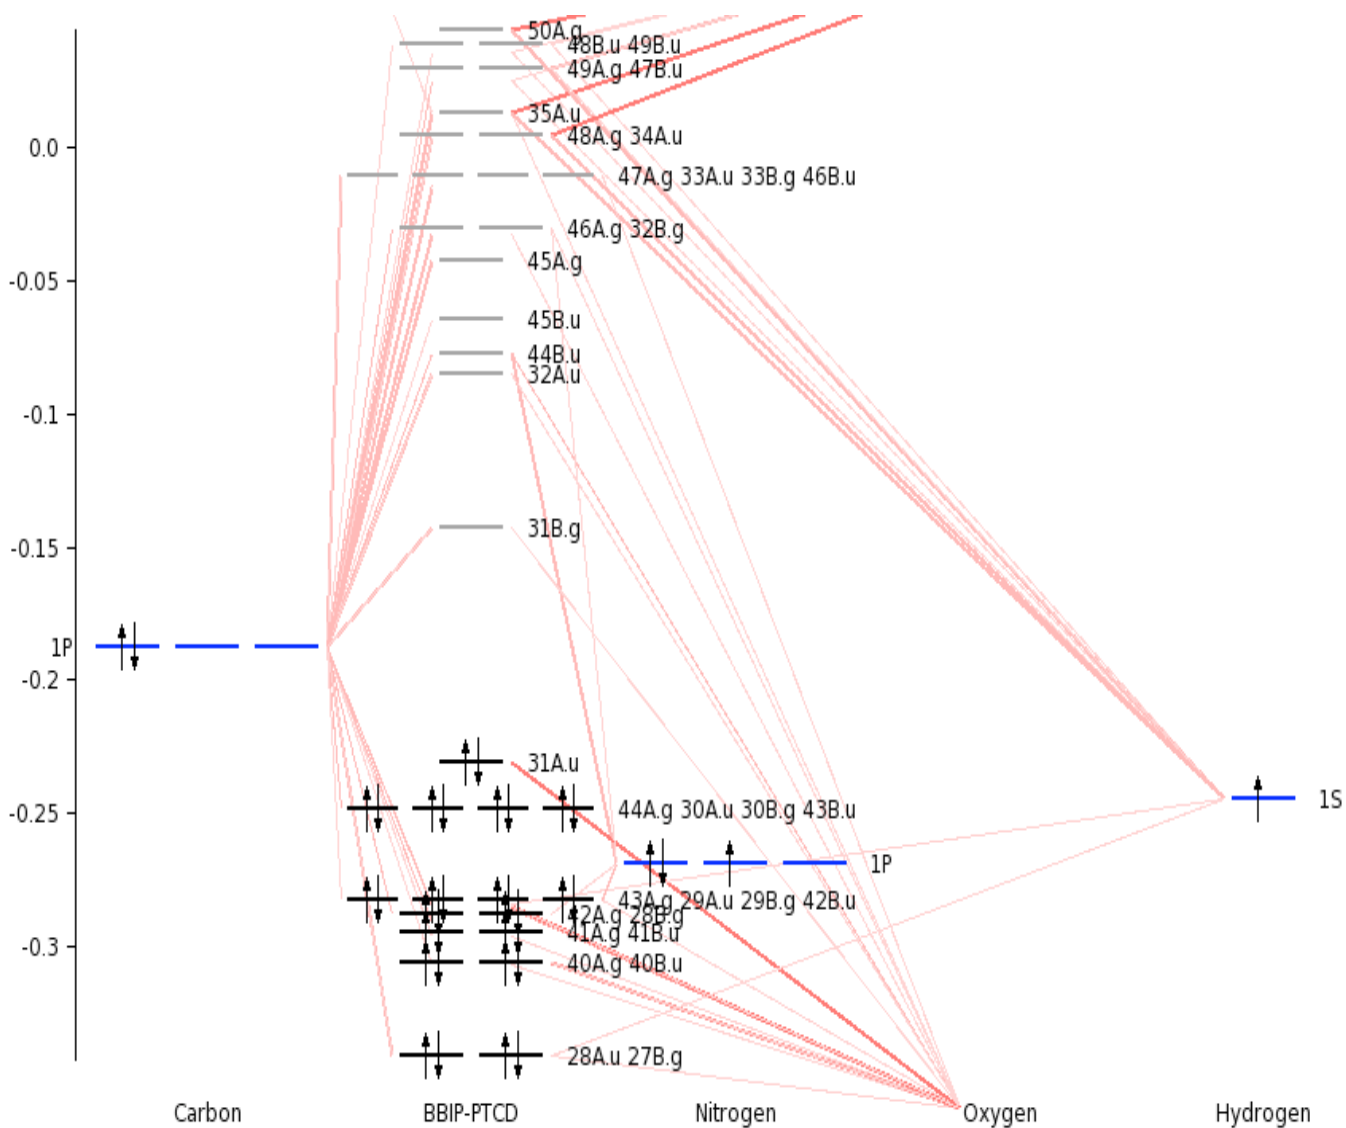 50A.g
48B.u 49B.u
49A.g 47B.u
35A.u
48A.g 34A.u
0.0
47A.g 33A.u 33B.g 46B.u
46A.g 32B.g
45A.g
-0.05
45B.u
44B.u
32A.u
-0.1
31B.g
-0.15
1P
-0.2
31A.u
1S
44A.g 30A.u 30B.g 43B.u
-0.25
1P
43A.g 29A.u 29B.g 42B.u
42A.g 28B.g
41A.g 41B.u
-0.3
40A.g 40B.u
28A.u 27B.g
Carbon BBIP-PTCD Nitrogen Oxygen Hydrogen